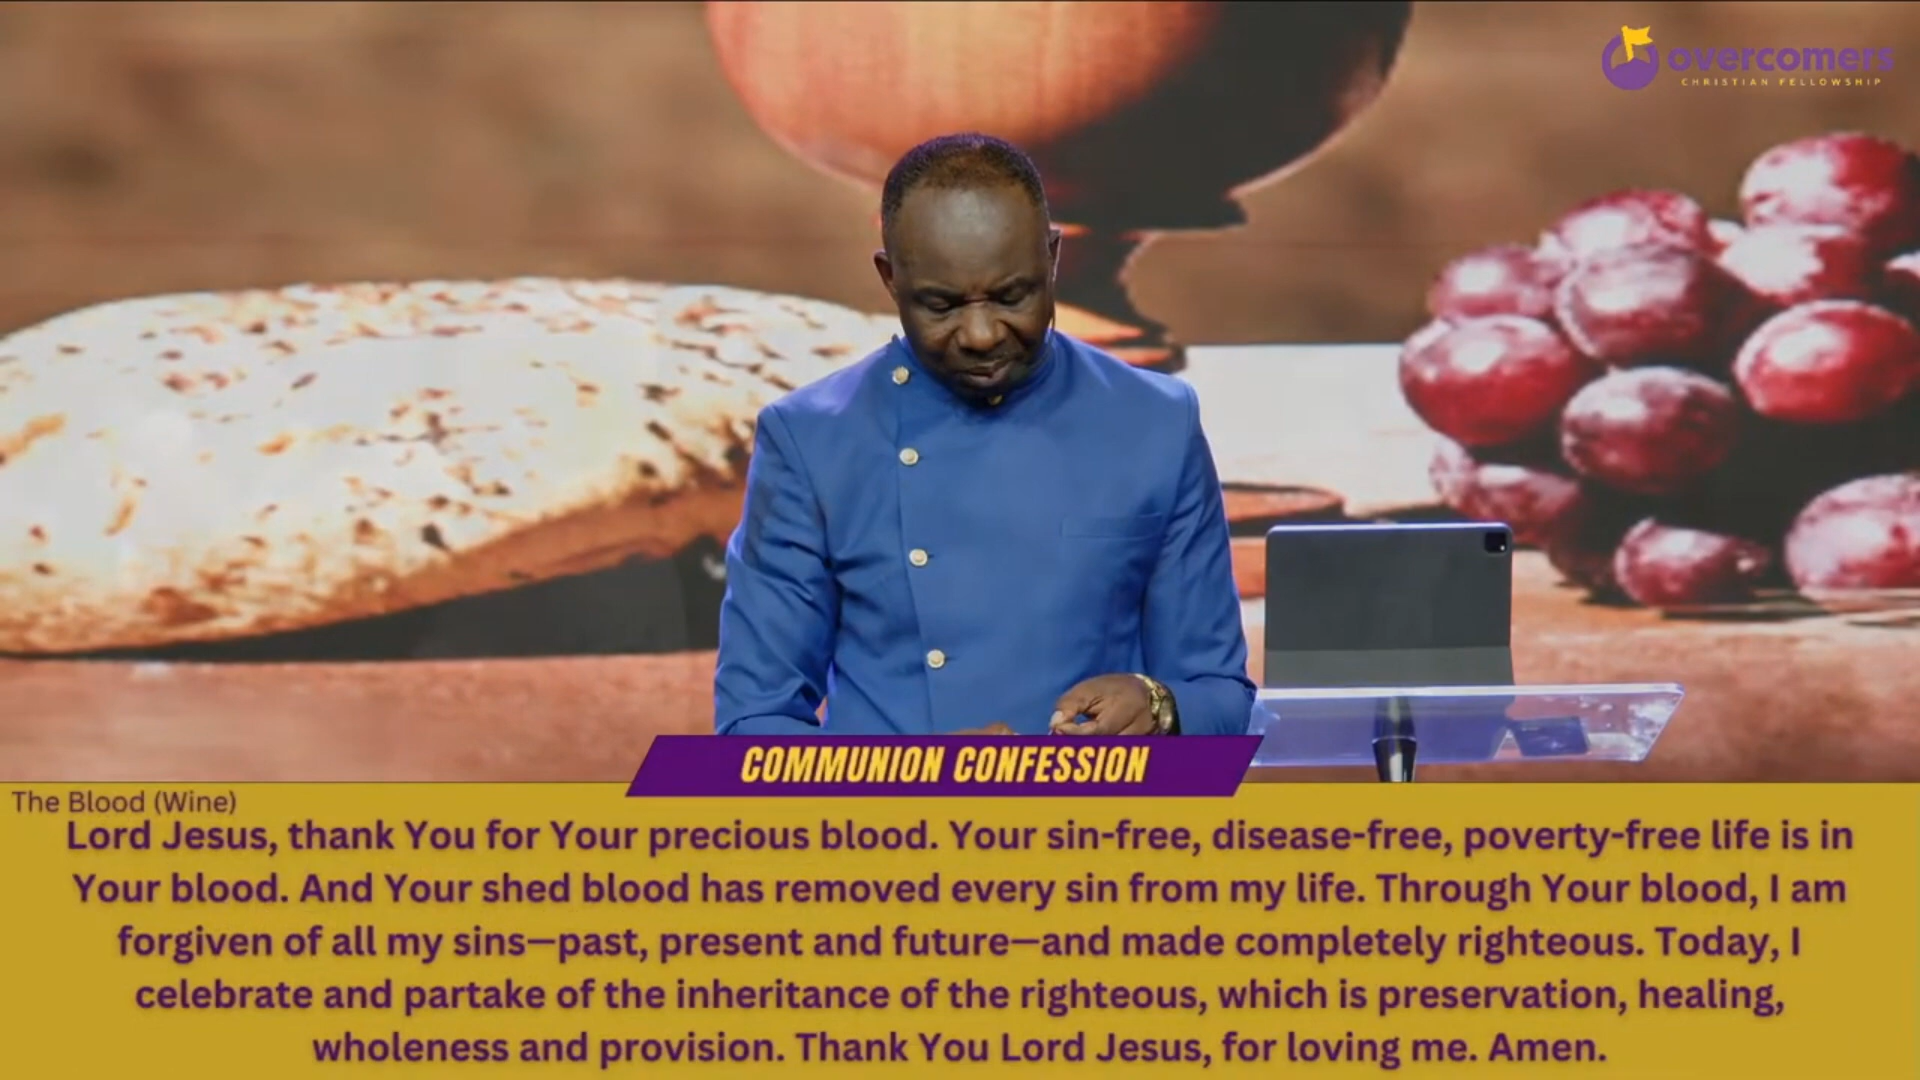 overcomers
CHRISTIAN FELLOWSHIP
COMMUNION CONFESSION
The Blood (Wine)
Lord Jesus, thank You for Your precious blood. Your sin-free, disease-free, poverty-free life is in
Your blood. And Your shed blood has removed every sin from my life. Through Your blood, I am
forgiven of all my sins—past, present and future—and made completely righteous. Today, I
celebrate and partake of the inheritance of the righteous, which is preservation, healing,
wholeness and provision. Thank You Lord Jesus, for loving me. Amen.